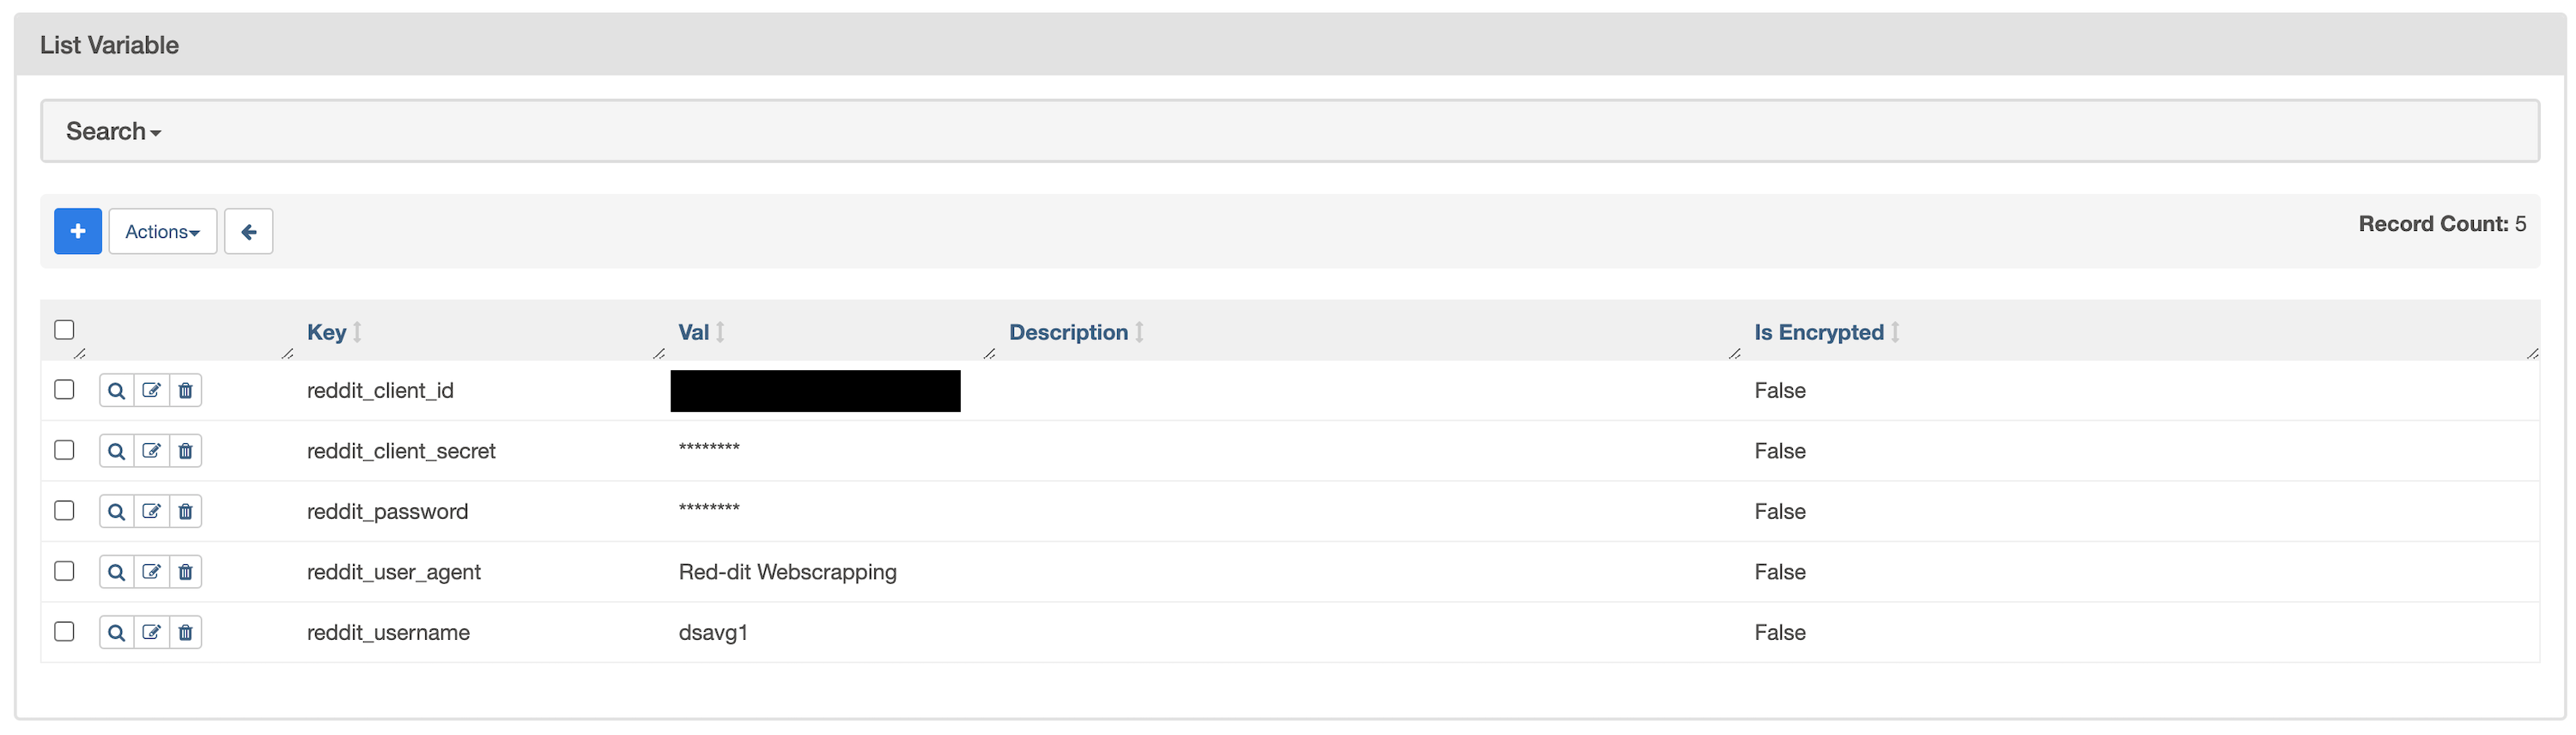 List Variable
Search
Actions
Record Count: 5
Key Val Description Is Encrypted
reddit_client_id False
reddit_client_secret ******** False
reddit_password ******** False
reddit_user_agent Red-dit Webscrapping False
reddit_username dsavg1 False